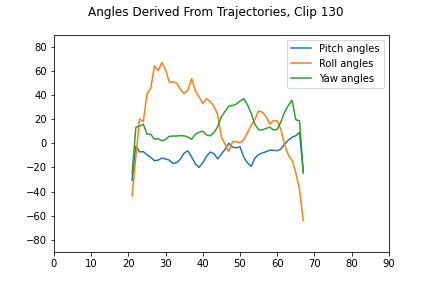 Angles Derived From Trajectories, Clip 130
80
60
40
20
0
−20
−40
−60
−80
Pitch angles
Roll angles
Yaw angles
0 10 20 30 40 50 60 70 80 90